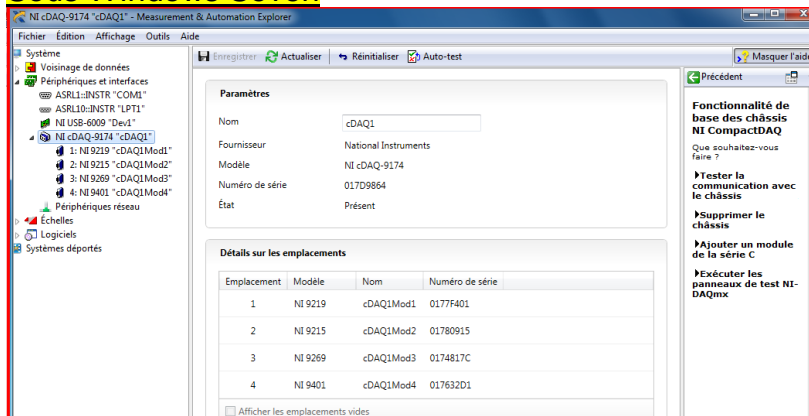 Sous Windows Seven
NI cDAQ-9174 "cDAQ1" - Measurement & Automation Explorer
Fichier Édition Affichage Outils Aide
Enregistrer Actualiser Réinitialiser Auto-test Masquer l'aide
Système
Voisinage de données
Périphériques et interfaces
ASRL1::INSTR "COM1"
ASRL10::INSTR "LPT1"
NI USB-6009 "Dev1"
NI cDAQ-9174 "cDAQ1"
1: NI 9219 "cDAQ1Mod1"
2: NI 9215 "cDAQ1Mod2"
3: NI 9269 "cDAQ1Mod3"
4: NI 9401 "cDAQ1Mod4"
Périphériques réseau
Échelles
Logiciels
Systèmes déportés
Paramètres
Nom cDAQ1
Fournisseur National Instruments
Modèle NI cDAQ-9174
Numéro de série 017D9864
État Présent
Détails sur les emplacements
Emplacement Modèle Nom Numéro de série
1 NI 9219 cDAQ1Mod1 0177F401
2 NI 9215 cDAQ1Mod2 01780915
3 NI 9269 cDAQ1Mod3 0174817C
4 NI 9401 cDAQ1Mod4 017632D1
Afficher les emplacements vides
Précédent
Fonctionnalité de
base des châssis
NI CompactDAQ
Que souhaitez-vous
faire ?
Tester la
communication avec
le châssis
Supprimer le
châssis
Ajouter un module
de la série C
Exécuter les
panneaux de test NI-
DAQmx